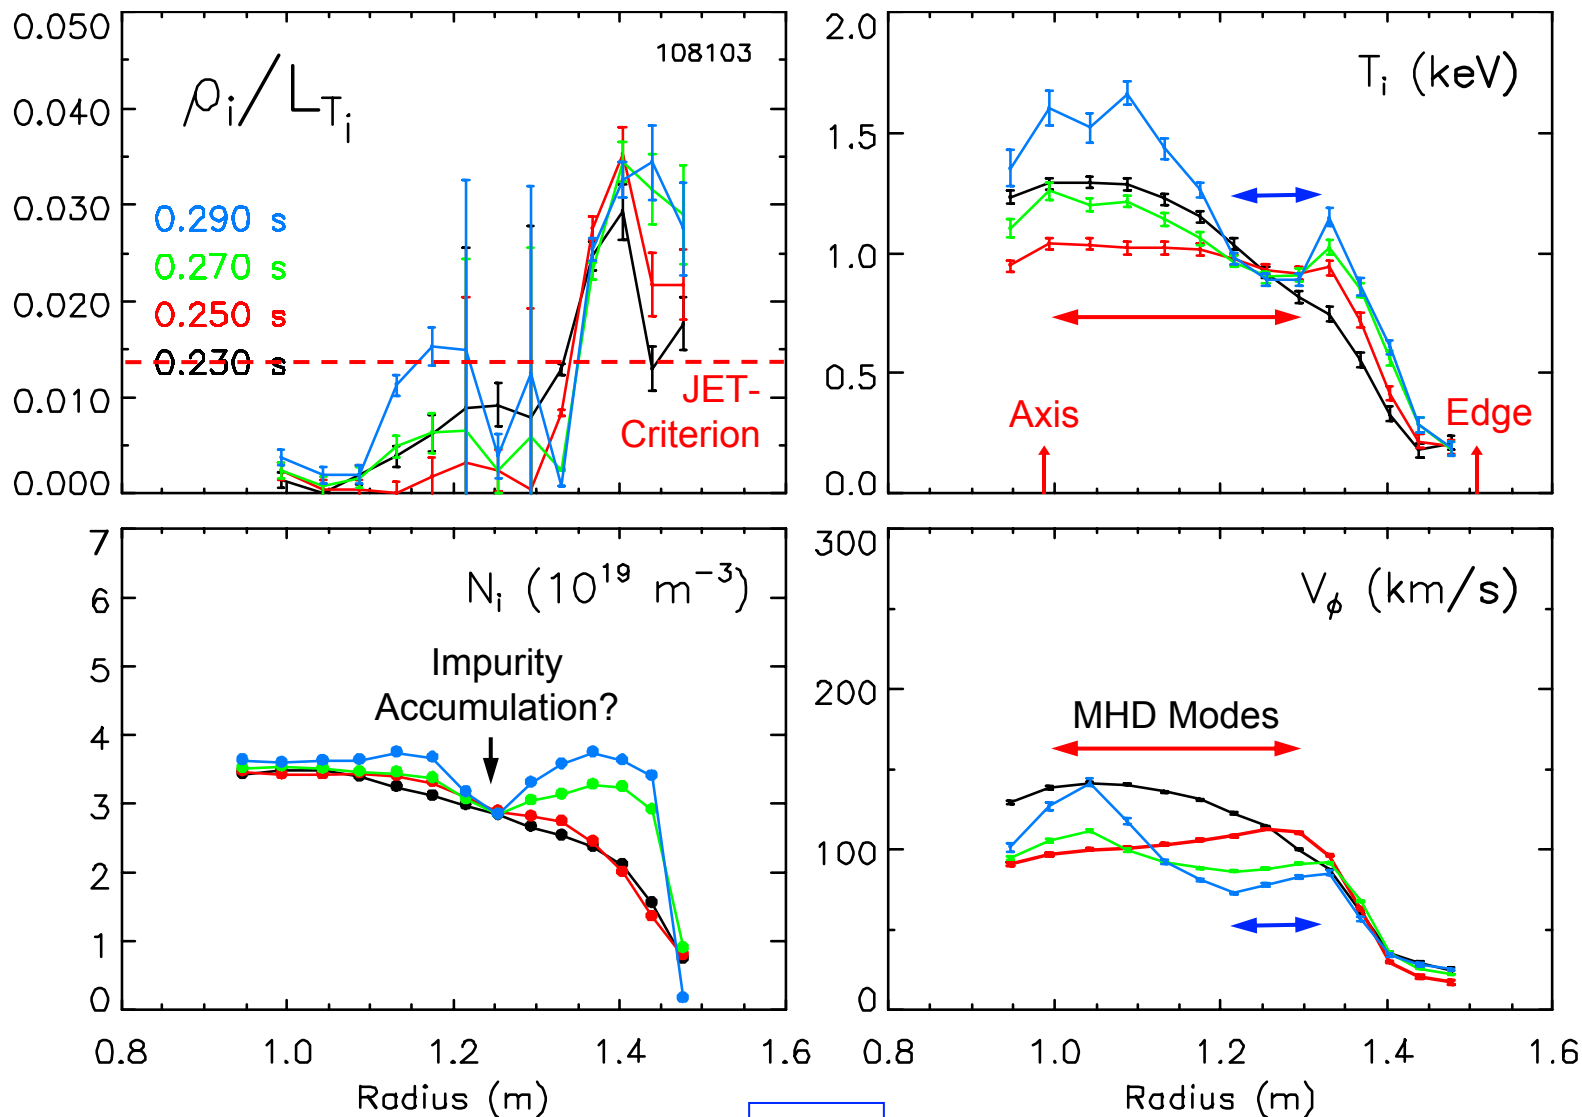 0.050
0.040
0.030
0.020
0.010
0.000
ρi/LTi
108103
0.290 s
0.270 s
0.250 s
0.230 s
JET-
Criterion
2.0
1.5
1.0
0.5
0.0
Ti (keV)
Axis
Edge
7
6
5
4
3
2
1
0
Ni (10^19 m^-3)
Impurity
Accumulation?
0.8 1.0 1.2 1.4 1.6
Radius (m)
300
200
100
0
Vϕ (km/s)
MHD Modes
0.8 1.0 1.2 1.4 1.6
Radius (m)